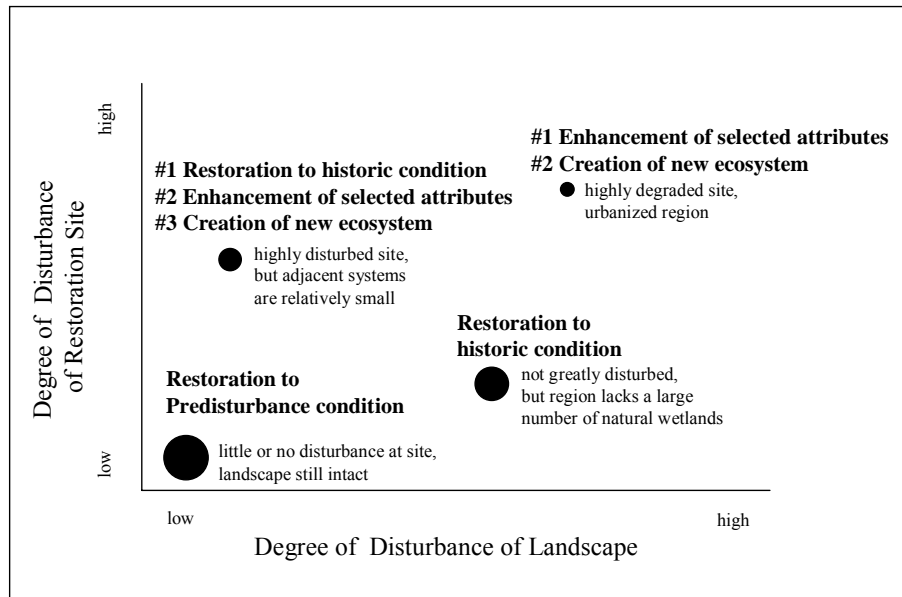 Degree of Disturbance
of Restoration Site
high
low
#1 Restoration to historic condition
#2 Enhancement of selected attributes
#3 Creation of new ecosystem
highly disturbed site,
but adjacent systems
are relatively small
#1 Enhancement of selected attributes
#2 Creation of new ecosystem
highly degraded site,
urbanized region
Restoration to
historic condition
not greatly disturbed,
but region lacks a large
number of natural wetlands
Restoration to
Predisturbance condition
little or no disturbance at site,
landscape still intact
low
high
Degree of Disturbance of Landscape